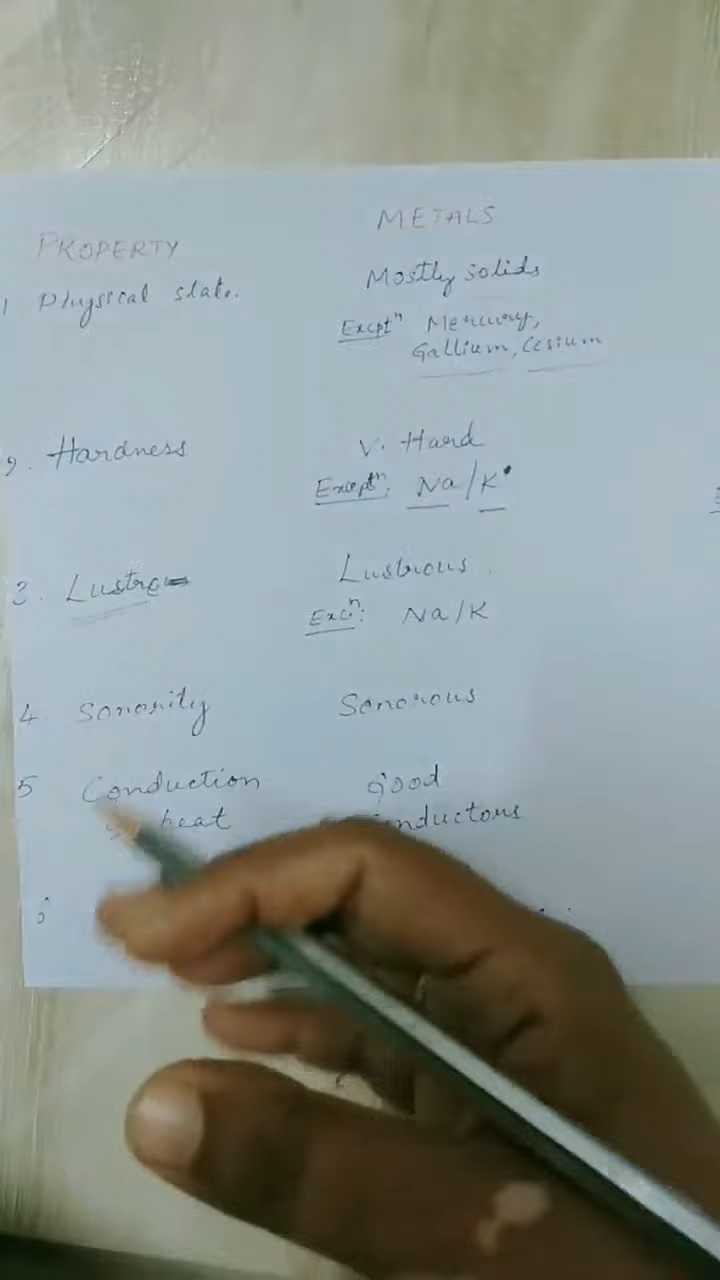 PROPERTY METALS
1 Physical state. Mostly solids
Exceptⁿ Mercury,
Gallium, Cesium
2. Hardness V. Hard
Exceptⁿ: Na/K
3. Lustre Lustrous
Excⁿ: Na/K
4. Sonority Sonorous
5 Conduction good
heat